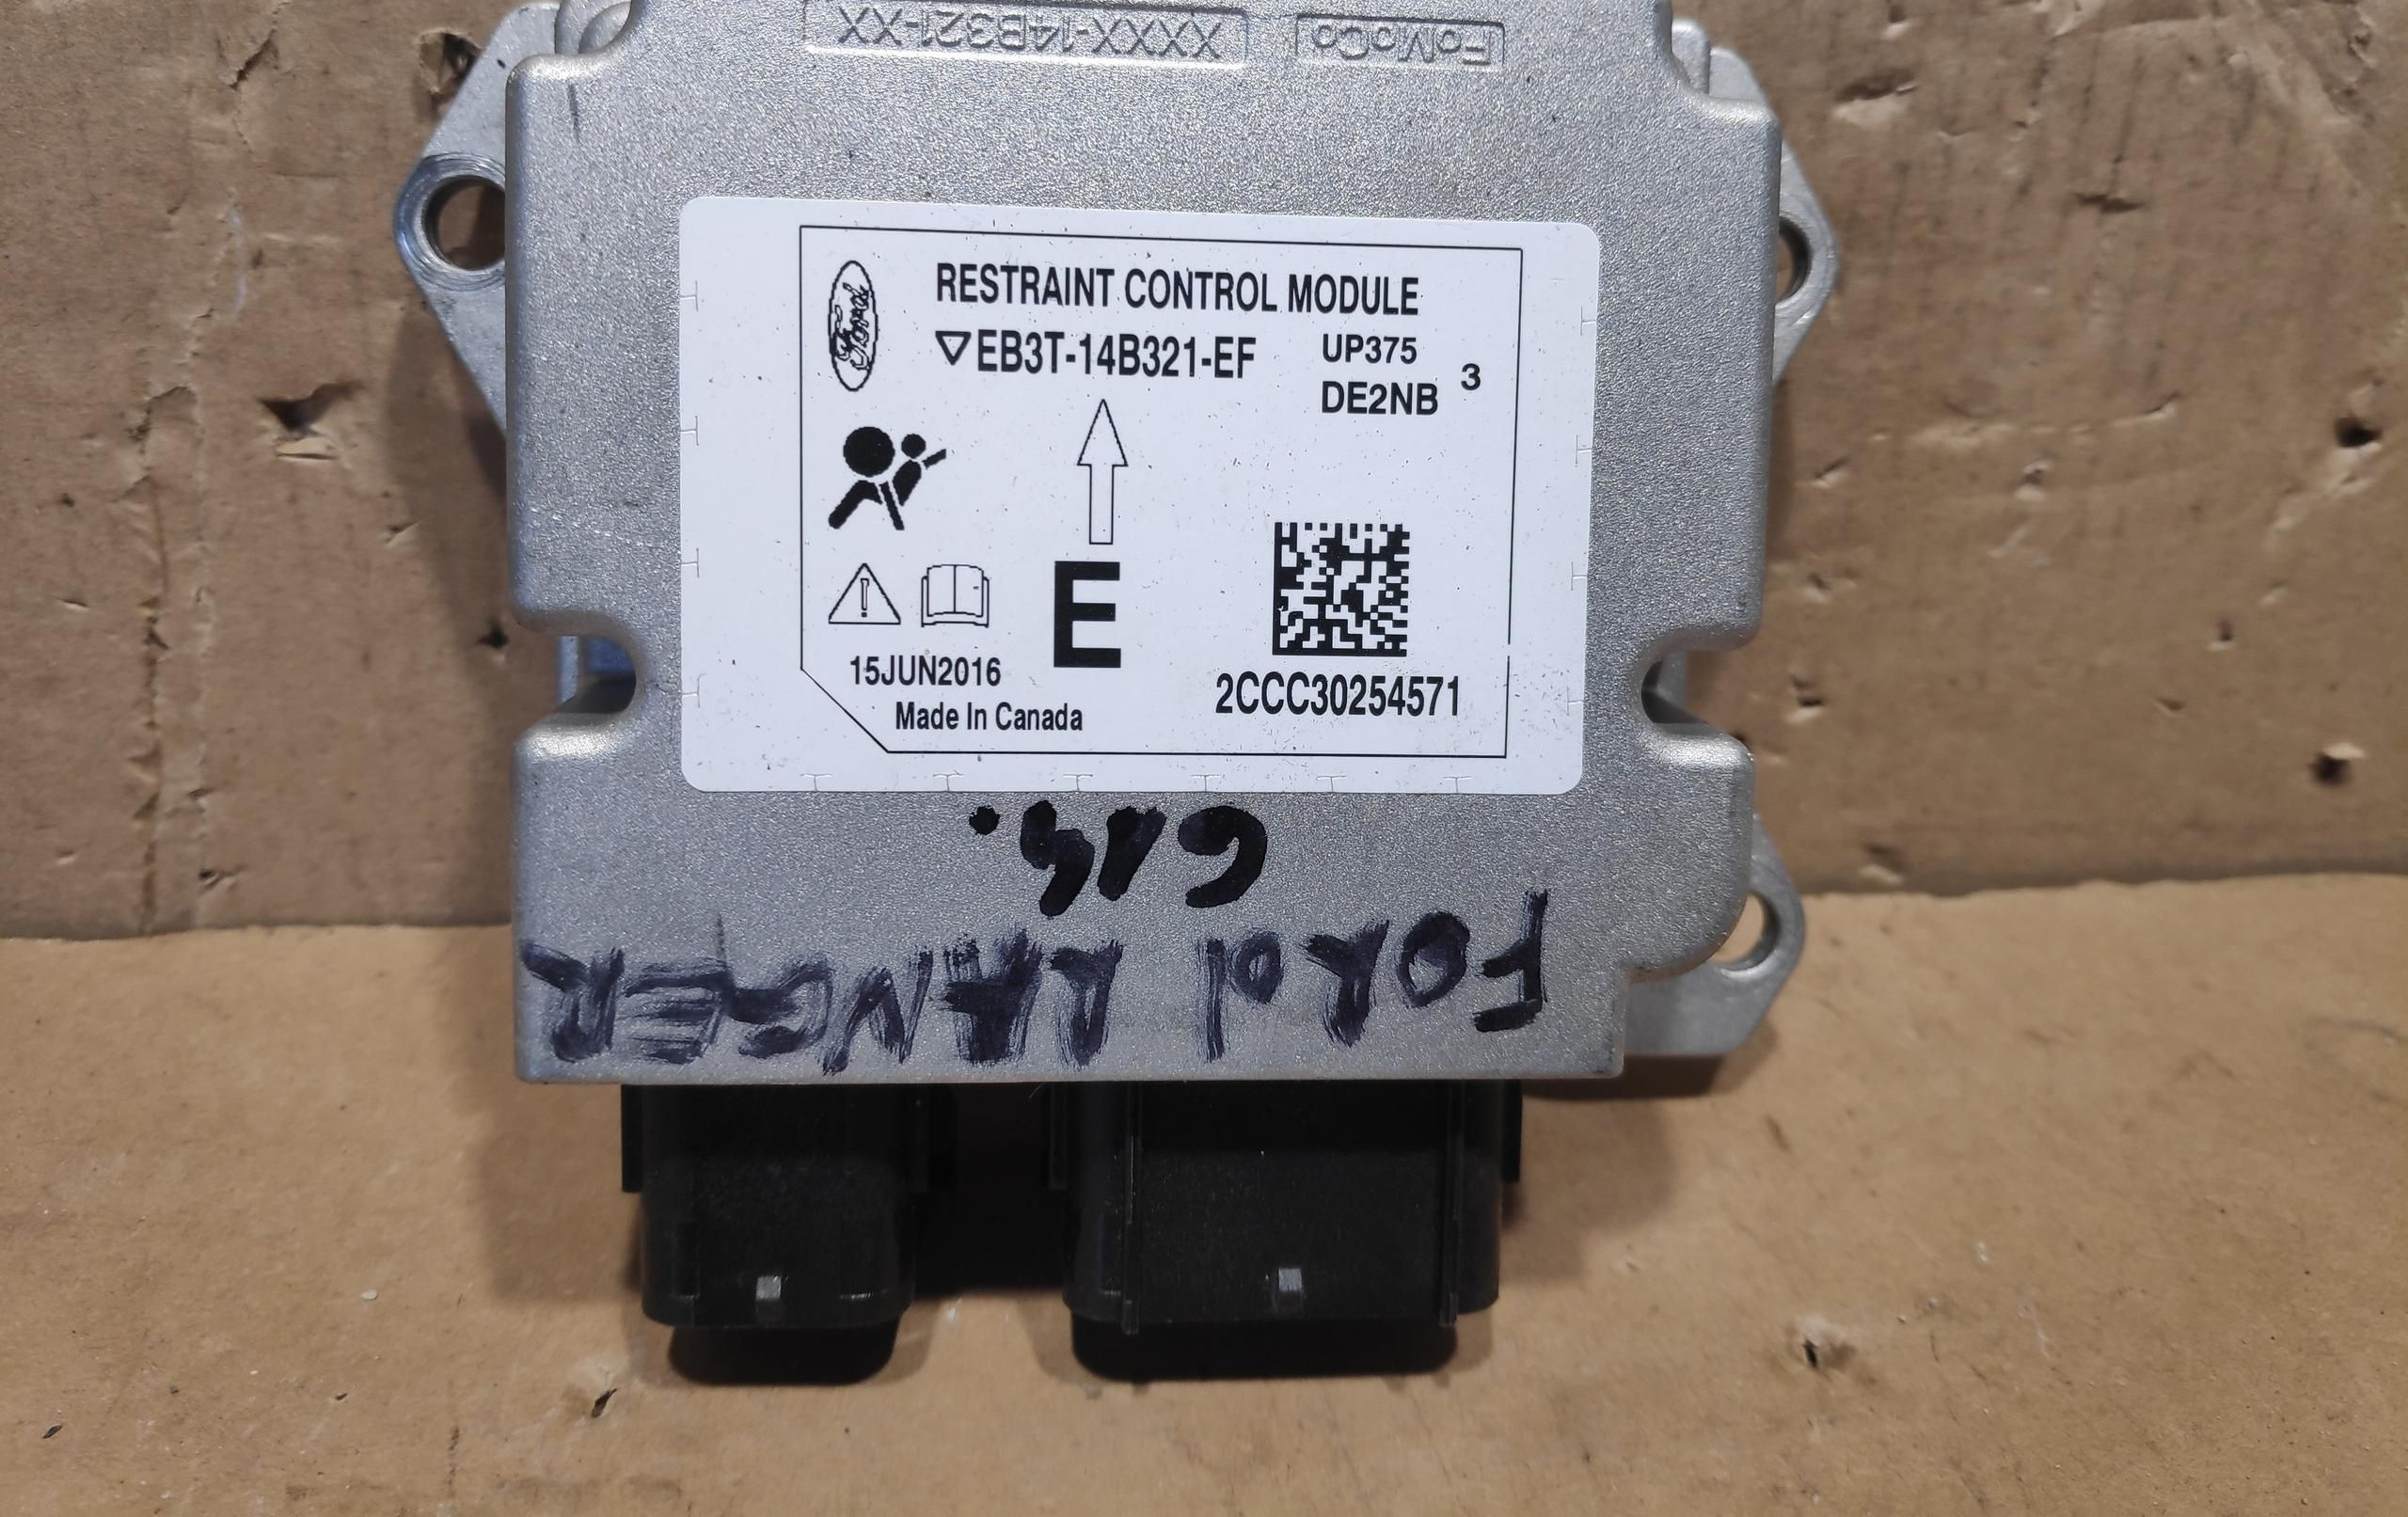 XXXX-14B321-XX FoMoCo
Ford
RESTRAINT CONTROL MODULE
EB3T-14B321-EF
UP375
DE2NB 3
E
15JUN2016
Made In Canada
2CCC30254571
FORD RANGER